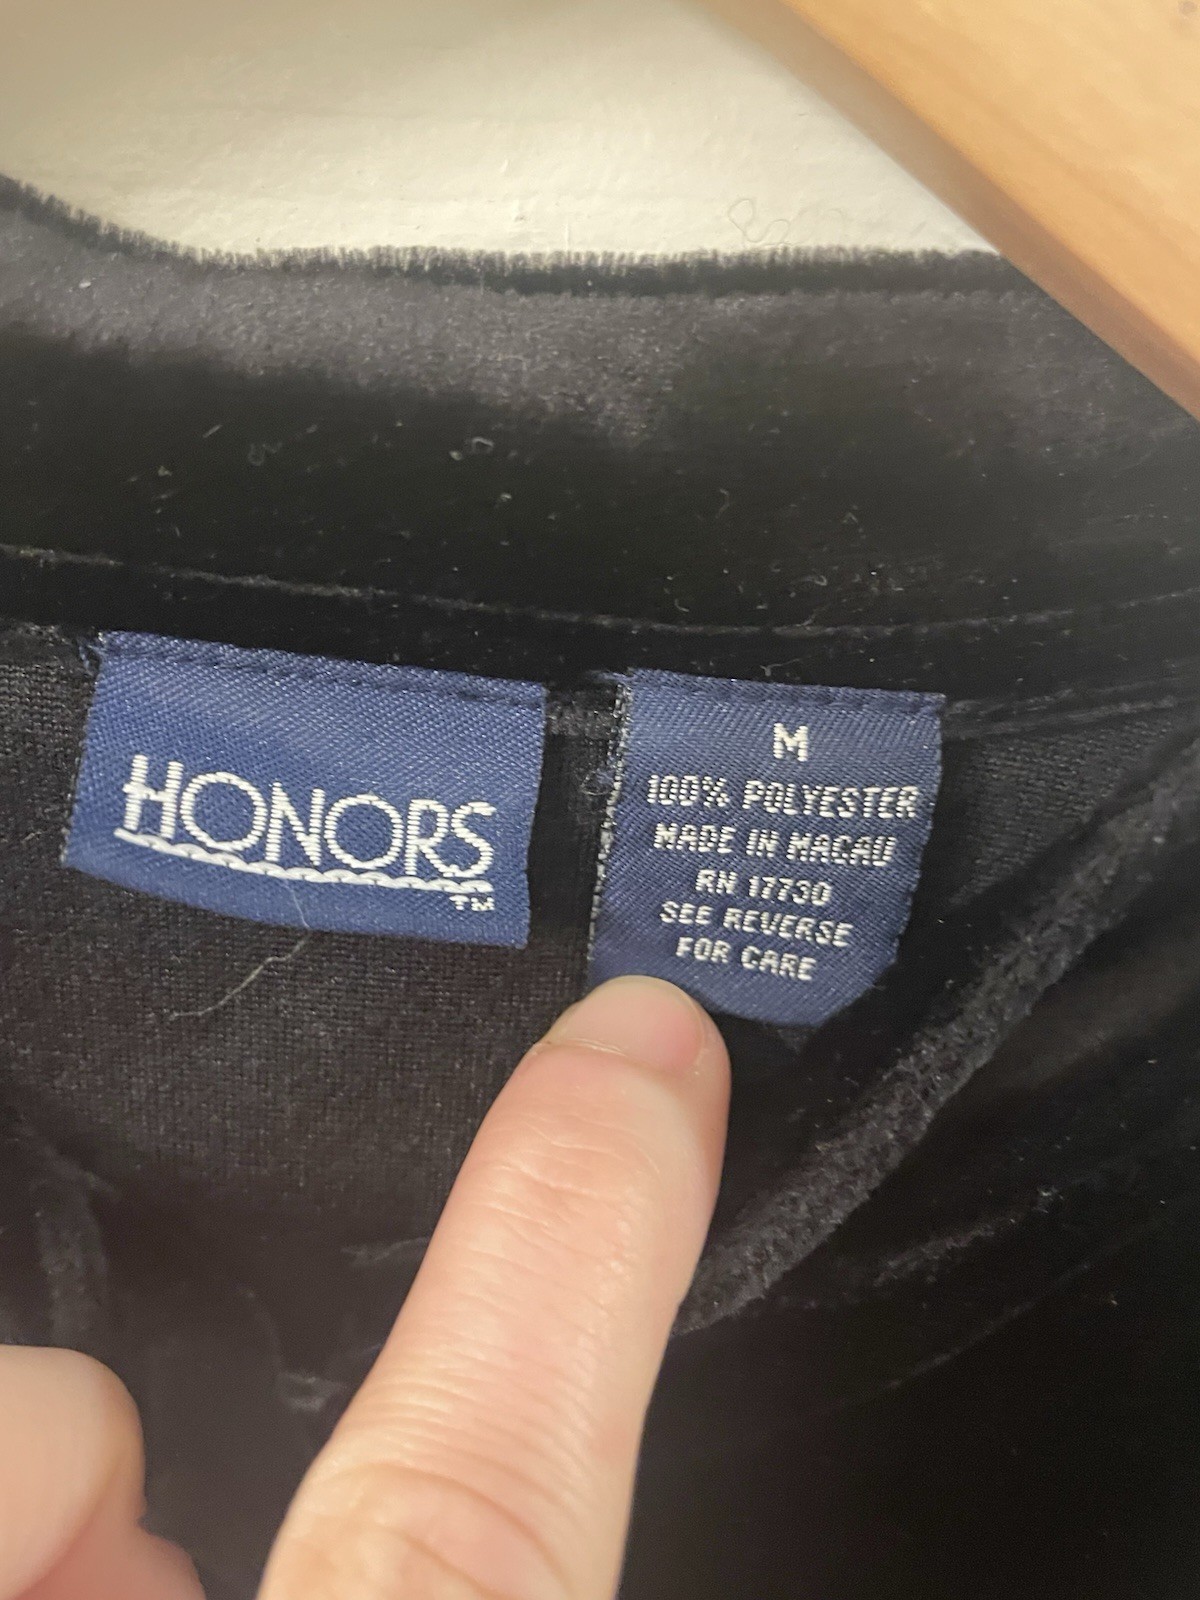 HONORS
TM
M
100% POLYESTER
MADE IN MACAU
RN 17730
SEE REVERSE
FOR CARE